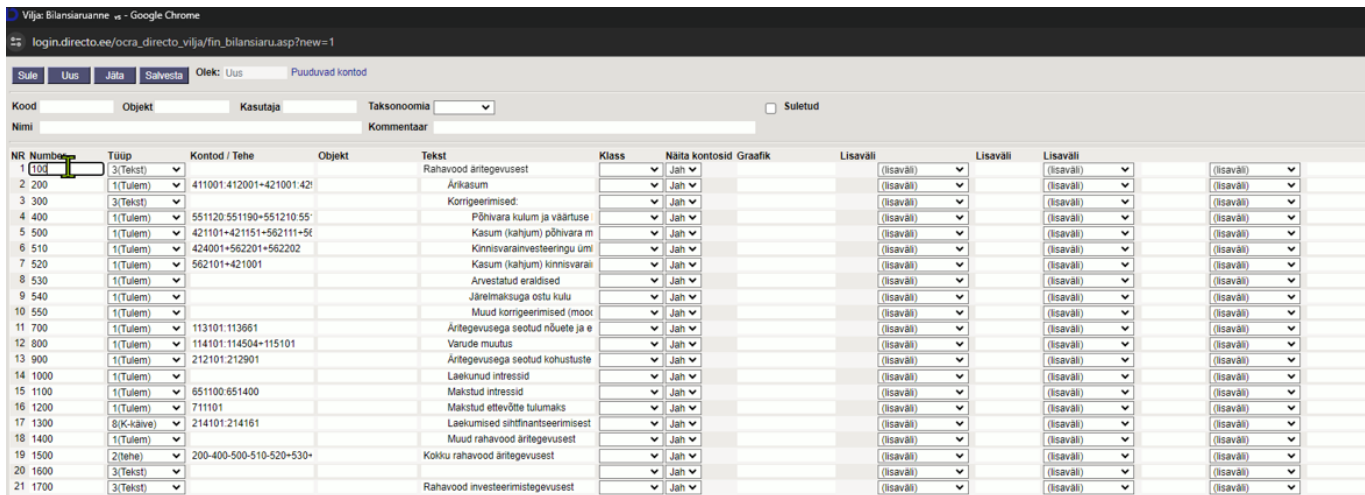 Vilja: Bilansiaruanne vs - Google Chrome
login.directo.ee/ocra_directo_vilja/fin_bilansiaru.asp?new=1
Sule Uus Jäta Salvesta Olek: Uus Puuduvad kontod
Kood Objekt Kasutaja Taksonoomia Suletud
Nimi Kommentaar
NR Number Tüüp Kontod / Tehe Objekt Tekst Klass Näita kontosid Graafik Lisaväli Lisaväli Lisaväli
1 100 3(Tekst) Rahavood äritegevusest Jah (lisaväli) (lisaväli) (lisaväli)
2 200 1(Tulem) 411001:412001+421001:42! Ärikasum Jah (lisaväli) (lisaväli) (lisaväli)
3 300 3(Tekst) Korrigeerimised: Jah (lisaväli) (lisaväli) (lisaväli)
4 400 1(Tulem) 551120:551190+551210:55 Põhivara kulum ja väärtuse Jah (lisaväli) (lisaväli) (lisaväli)
5 500 1(Tulem) 421101+421151+562111+56 Kasum (kahjum) põhivara m Jah (lisaväli) (lisaväli) (lisaväli)
6 510 1(Tulem) 424001+562201+562202 Kinnisvarainvesteeringu üml Jah (lisaväli) (lisaväli) (lisaväli)
7 520 1(Tulem) 562101+421001 Kasum (kahjum) kinnisvarai Jah (lisaväli) (lisaväli) (lisaväli)
8 530 1(Tulem) Arvestatud eraldised Jah (lisaväli) (lisaväli) (lisaväli)
9 540 1(Tulem) Järelmaksuga ostu kulu Jah (lisaväli) (lisaväli) (lisaväli)
10 550 1(Tulem) Muud korrigeerimised (mood Jah (lisaväli) (lisaväli) (lisaväli)
11 700 1(Tulem) 113101:113661 Äritegevusega seotud nõuete ja e Jah (lisaväli) (lisaväli) (lisaväli)
12 800 1(Tulem) 114101:114504+115101 Varude muutus Jah (lisaväli) (lisaväli) (lisaväli)
13 900 1(Tulem) 212101:212901 Äritegevusega seotud kohustuste Jah (lisaväli) (lisaväli) (lisaväli)
14 1000 1(Tulem) Laekunud intressid Jah (lisaväli) (lisaväli) (lisaväli)
15 1100 1(Tulem) 651100:651400 Makstud intressid Jah (lisaväli) (lisaväli) (lisaväli)
16 1200 1(Tulem) 711101 Makstud ettevõtte tulumaks Jah (lisaväli) (lisaväli) (lisaväli)
17 1300 8(K-käive) 214101:214161 Laekumised sihtfinantseerimisest Jah (lisaväli) (lisaväli) (lisaväli)
18 1400 1(Tulem) Muud rahavood äritegevusest Jah (lisaväli) (lisaväli) (lisaväli)
19 1500 2(tehe) 200-400-500-510-520+530+ Kokku rahavood äritegevusest Jah (lisaväli) (lisaväli) (lisaväli)
20 1600 3(Tekst) Jah (lisaväli) (lisaväli) (lisaväli)
21 1700 3(Tekst) Rahavood investeerimistegevusest Jah (lisaväli) (lisaväli) (lisaväli)